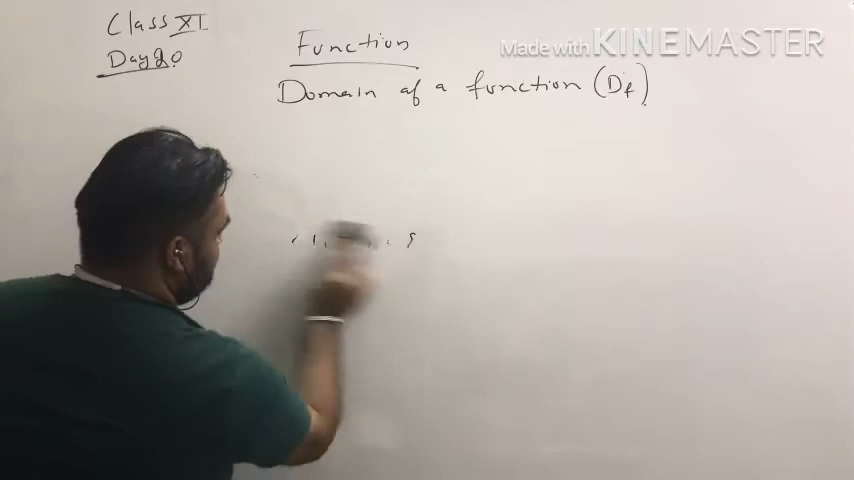 Class XI
Day 20
Function
Made with KINEMASTER
Domain of a function (Df)